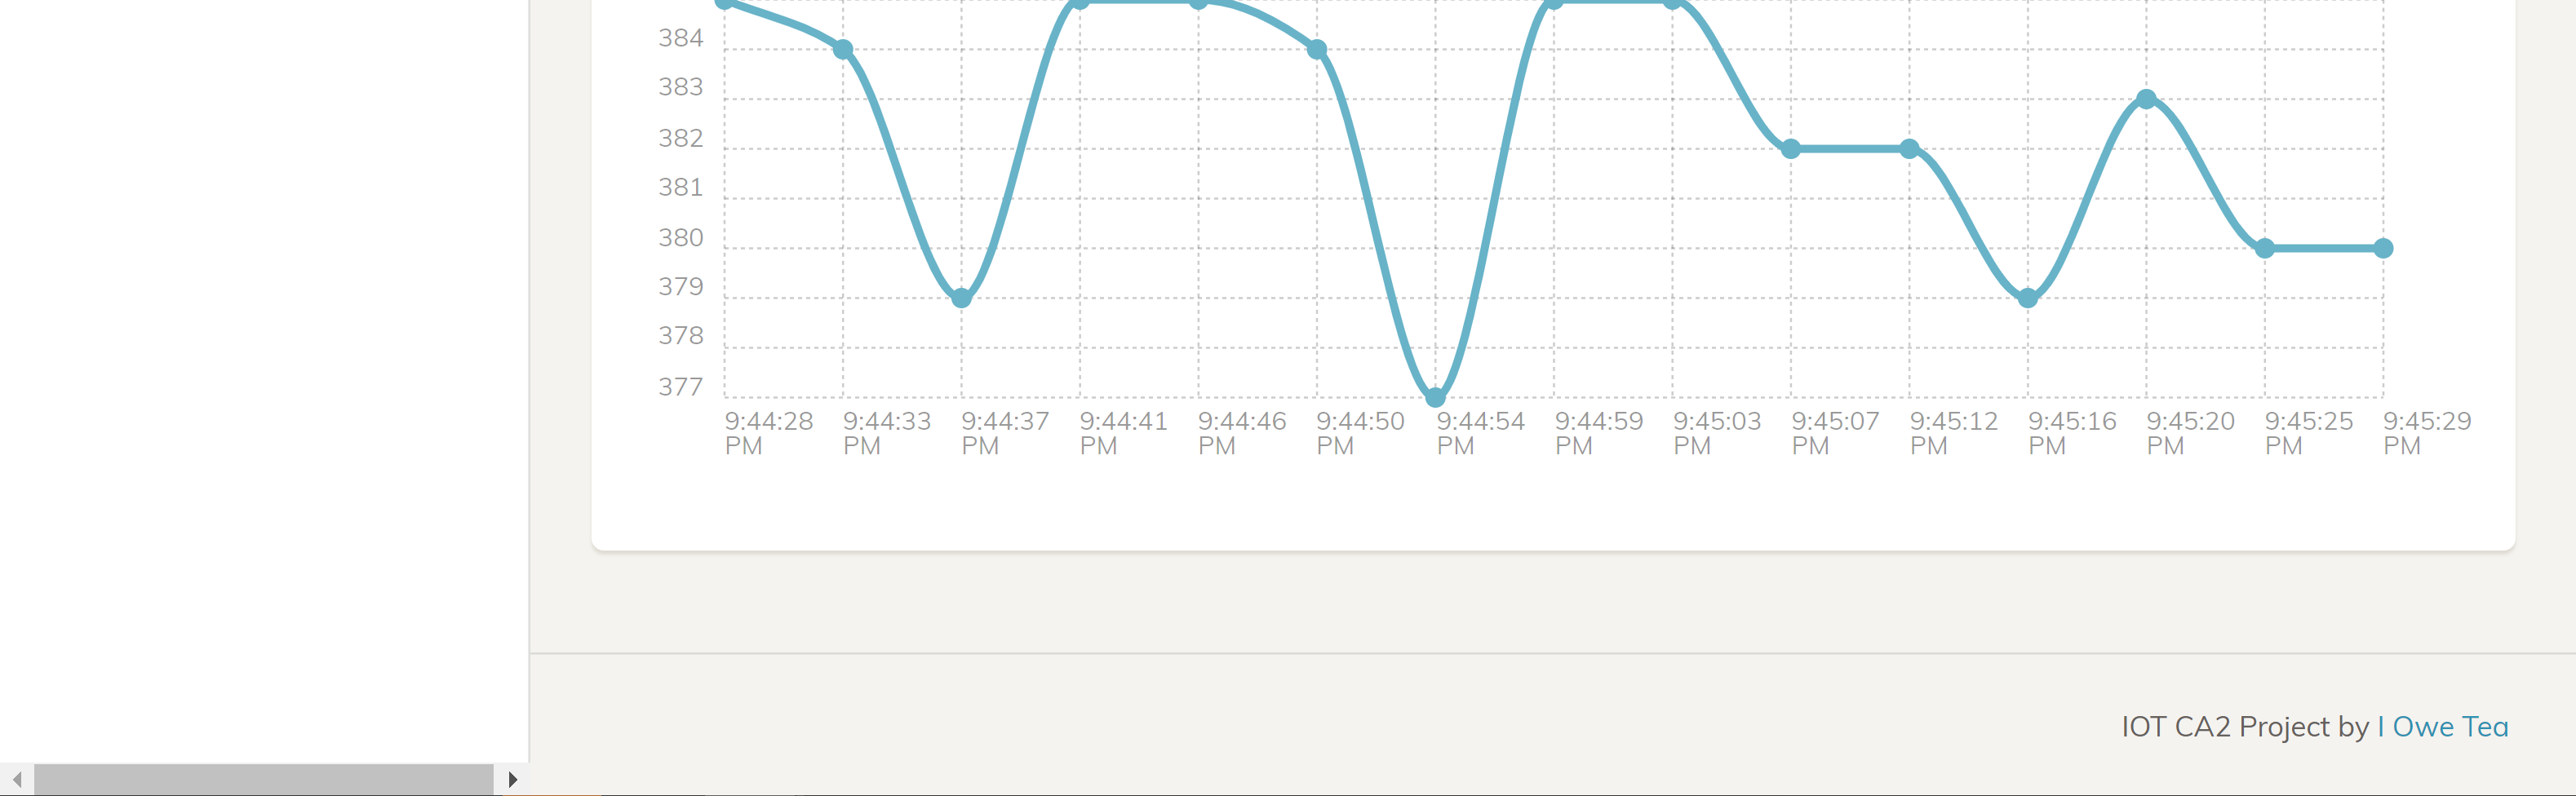 384
383
382
381
380
379
378
377
9:44:28 PM
9:44:33 PM
9:44:37 PM
9:44:41 PM
9:44:46 PM
9:44:50 PM
9:44:54 PM
9:44:59 PM
9:45:03 PM
9:45:07 PM
9:45:12 PM
9:45:16 PM
9:45:20 PM
9:45:25 PM
9:45:29 PM
IOT CA2 Project by I Owe Tea